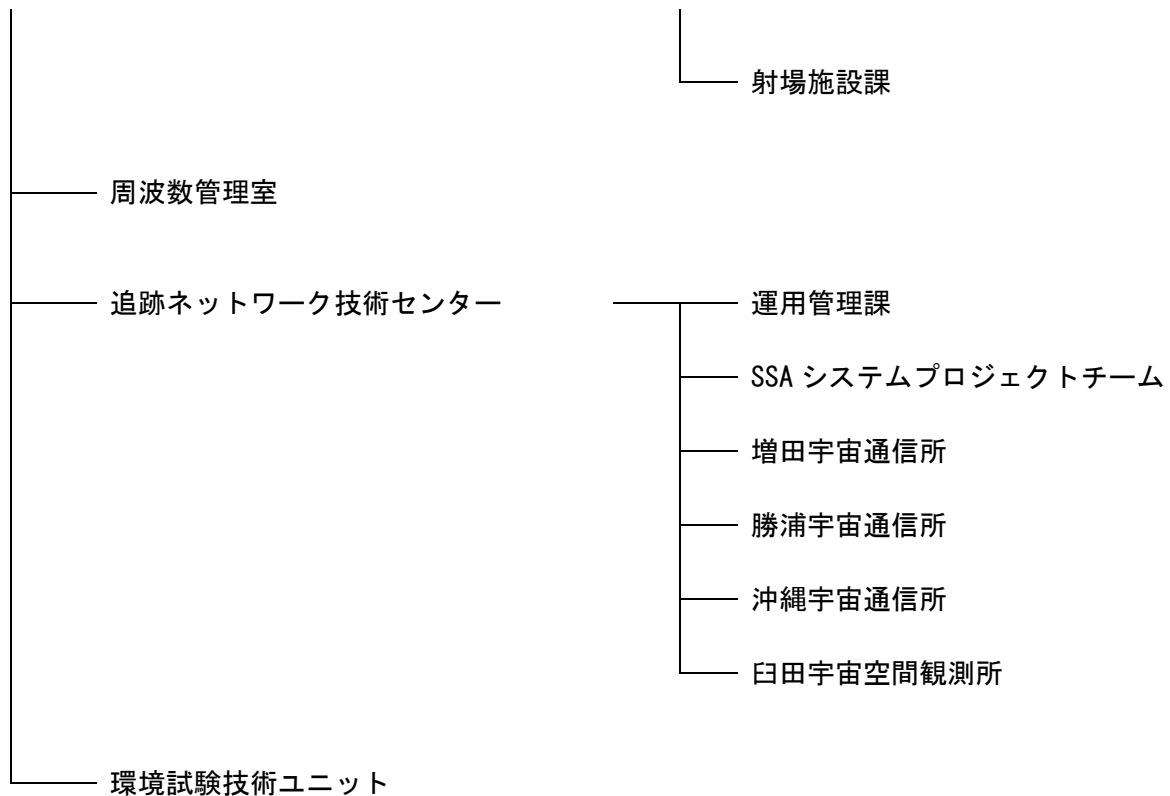 射場施設課
周波数管理室
追跡ネットワーク技術センター
運用管理課
SSA システムプロジェクトチーム
増田宇宙通信所
勝浦宇宙通信所
沖縄宇宙通信所
臼田宇宙空間観測所
環境試験技術ユニット